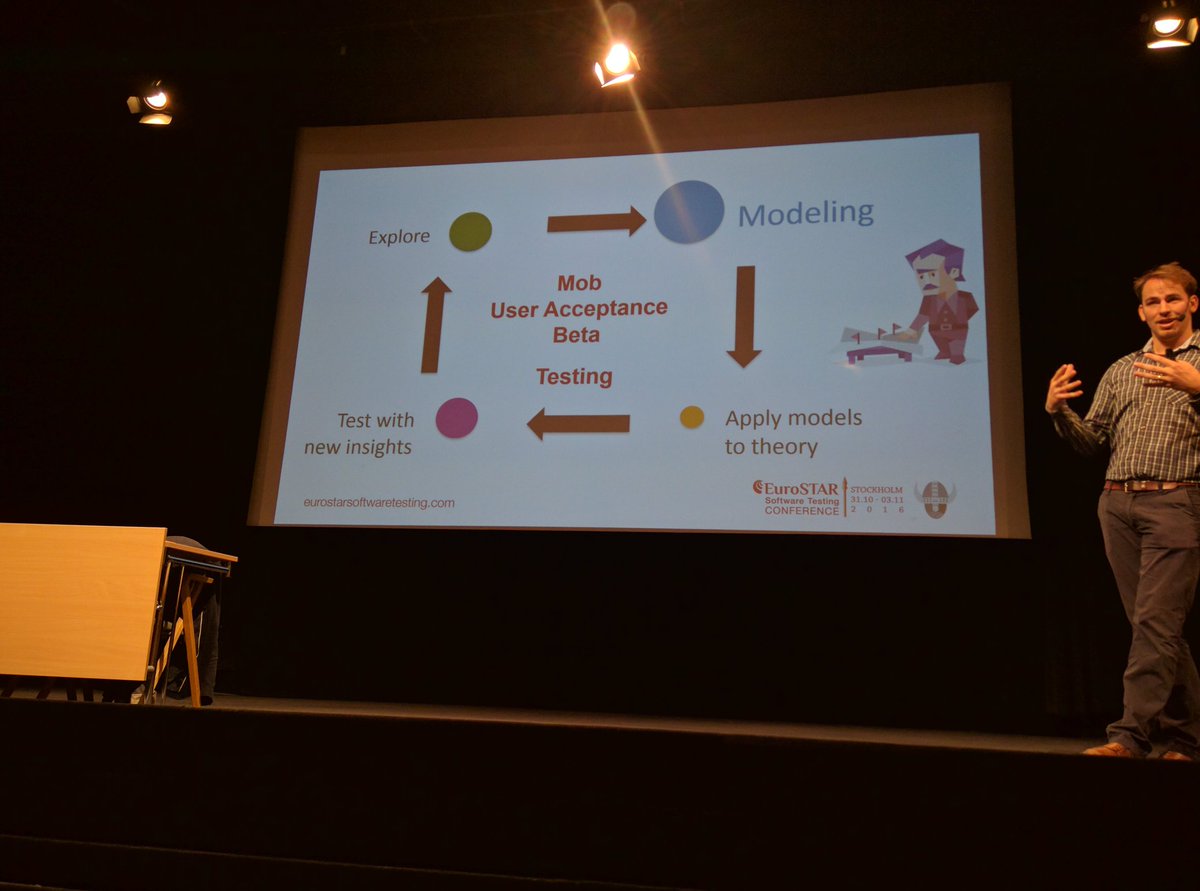 Explore
Modeling
Mob
User Acceptance
Beta
Testing
Test with
new insights
Apply models
to theory
eurostarsoftwaretesting.com
EuroSTAR
Software Testing
CONFERENCE
STOCKHOLM
31.10 - 03.11
2 0 1 6